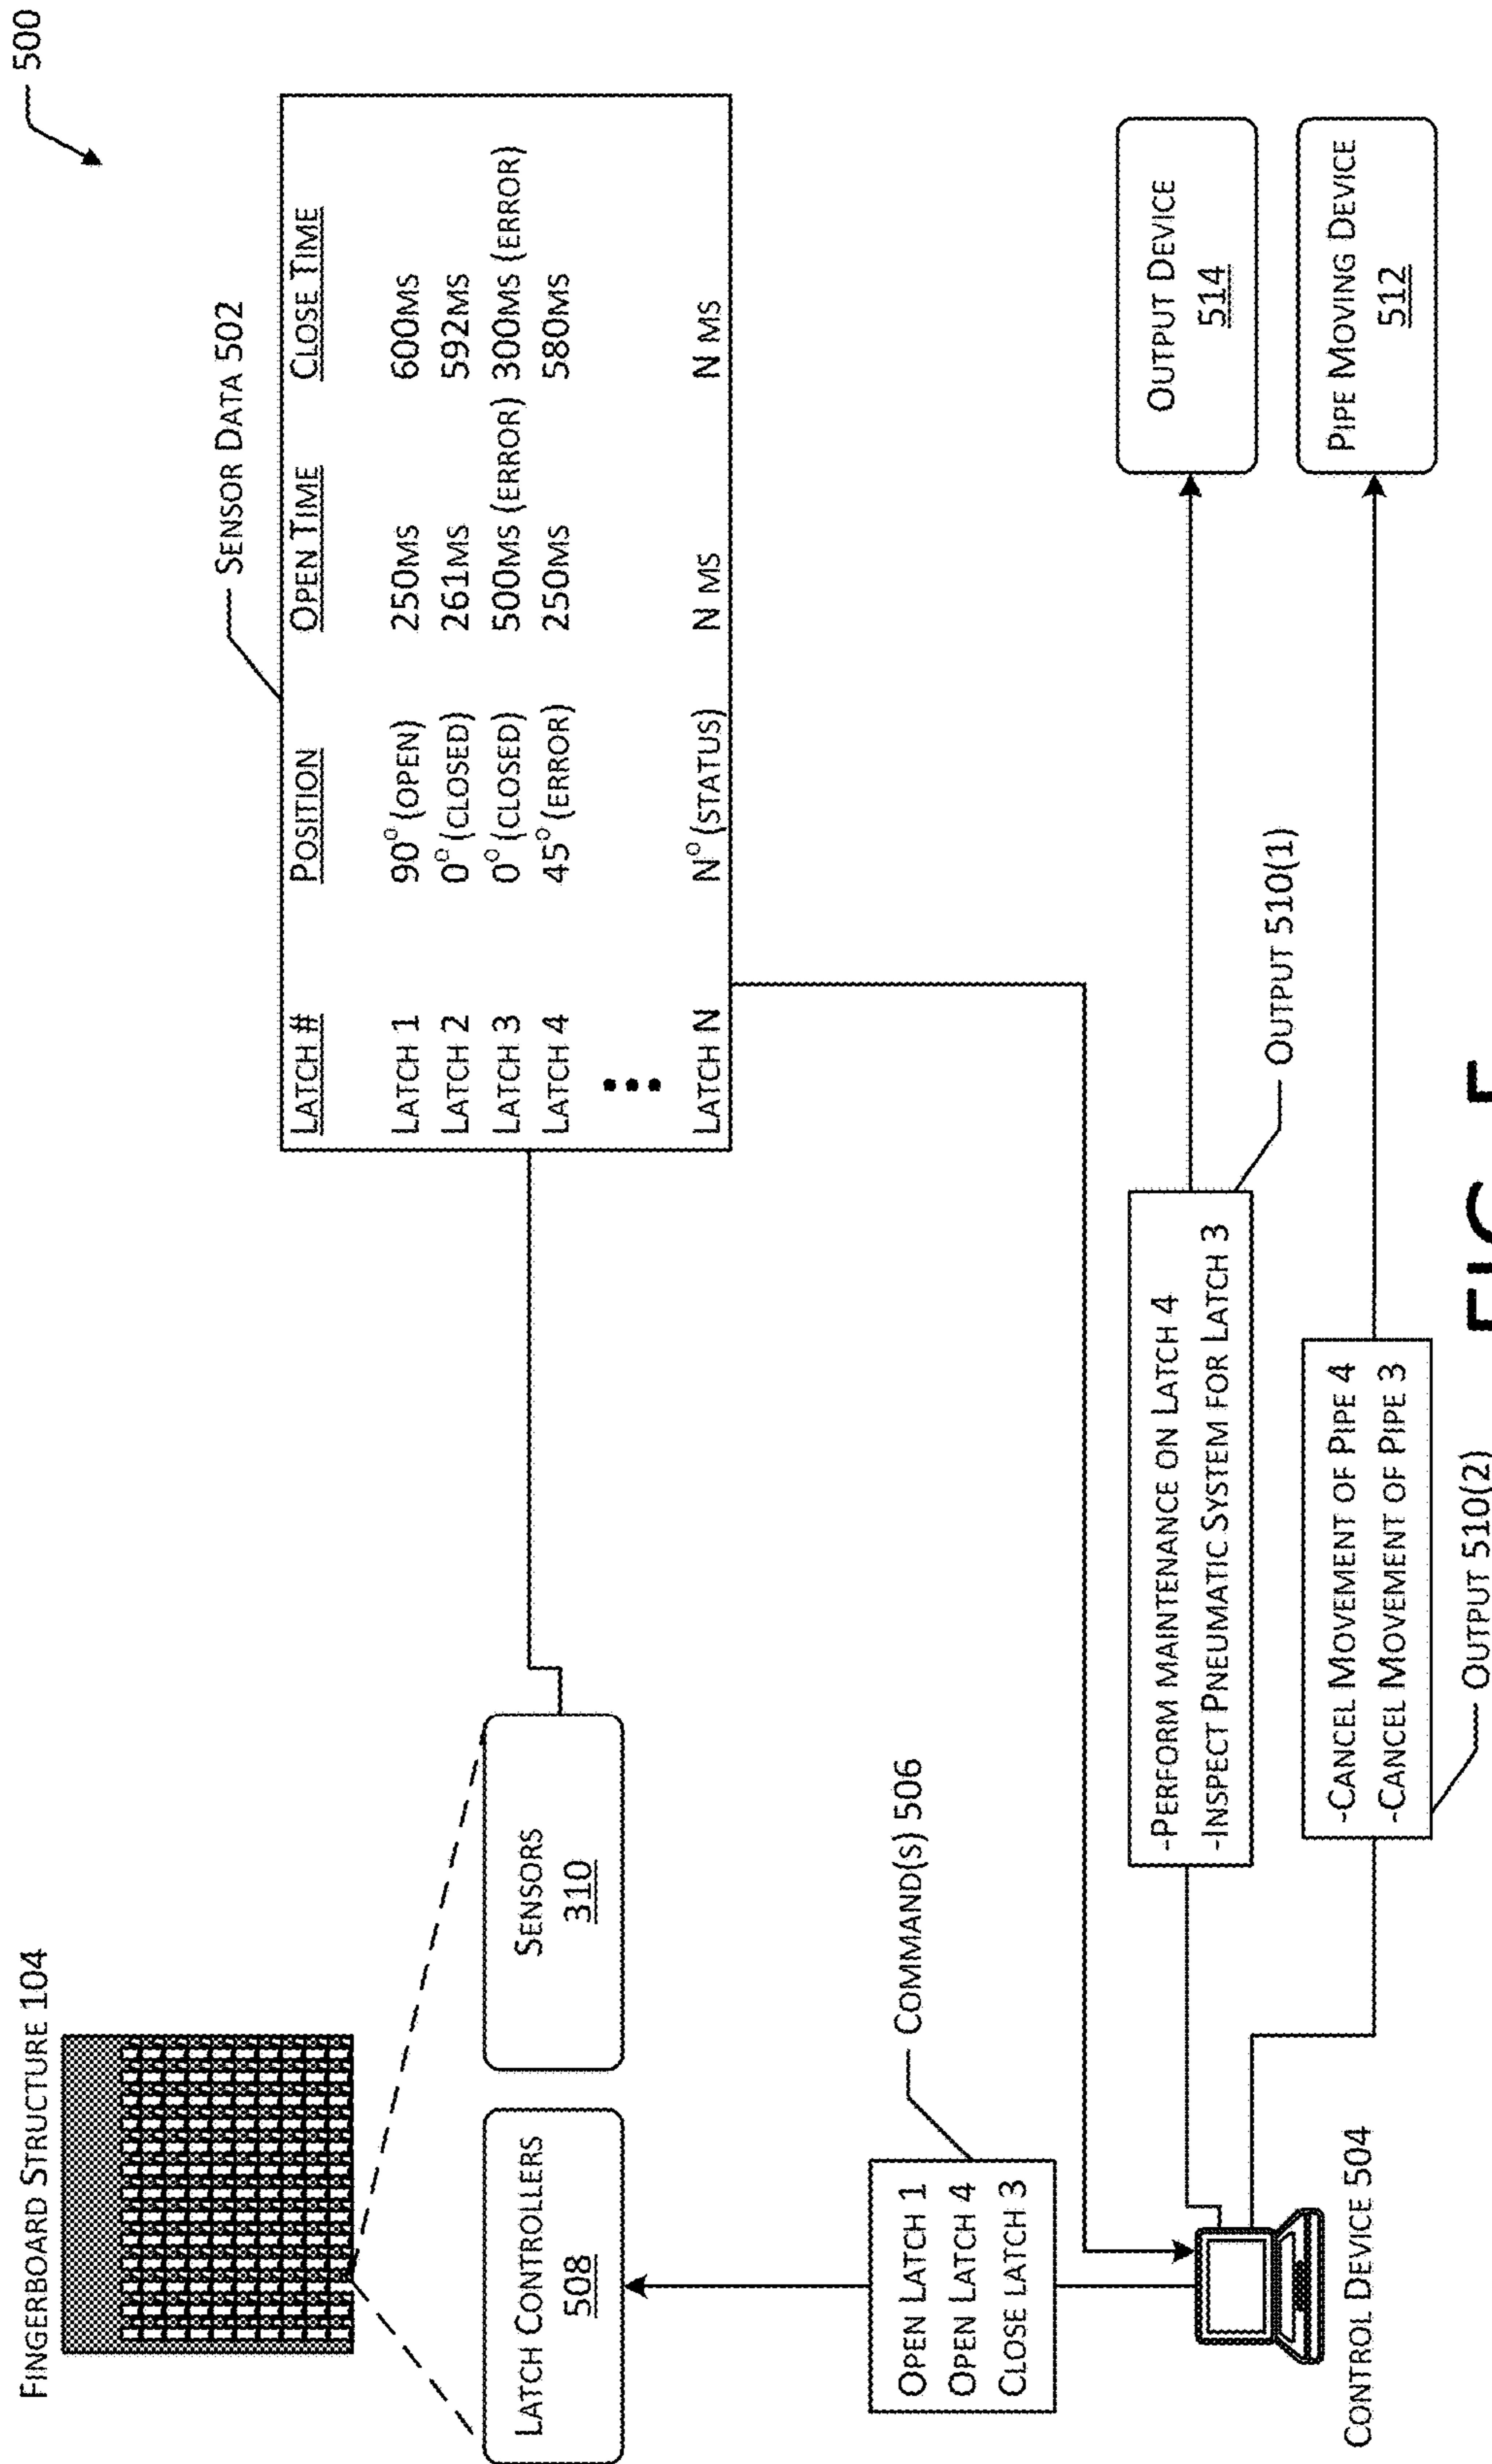 500
FINGERBOARD STRUCTURE 104
SENSOR DATA 502
LATCH # POSITION OPEN TIME CLOSE TIME
LATCH 1 90° (OPEN) 250MS 600MS
LATCH 2 0° (CLOSED) 261MS 592MS
LATCH 3 0° (CLOSED) 500MS (ERROR) 300MS (ERROR)
LATCH 4 45° (ERROR) 250MS 580MS
LATCH N N° (STATUS) N MS N MS
LATCH CONTROLLERS
508
SENSORS
310
COMMAND(S) 506
OPEN LATCH 1
OPEN LATCH 4
CLOSE LATCH 3
CONTROL DEVICE 504
-PERFORM MAINTENANCE ON LATCH 4
-INSPECT PNEUMATIC SYSTEM FOR LATCH 3
OUTPUT 510(1)
OUTPUT DEVICE
514
-CANCEL MOVEMENT OF PIPE 4
-CANCEL MOVEMENT OF PIPE 3
OUTPUT 510(2)
PIPE MOVING DEVICE
512